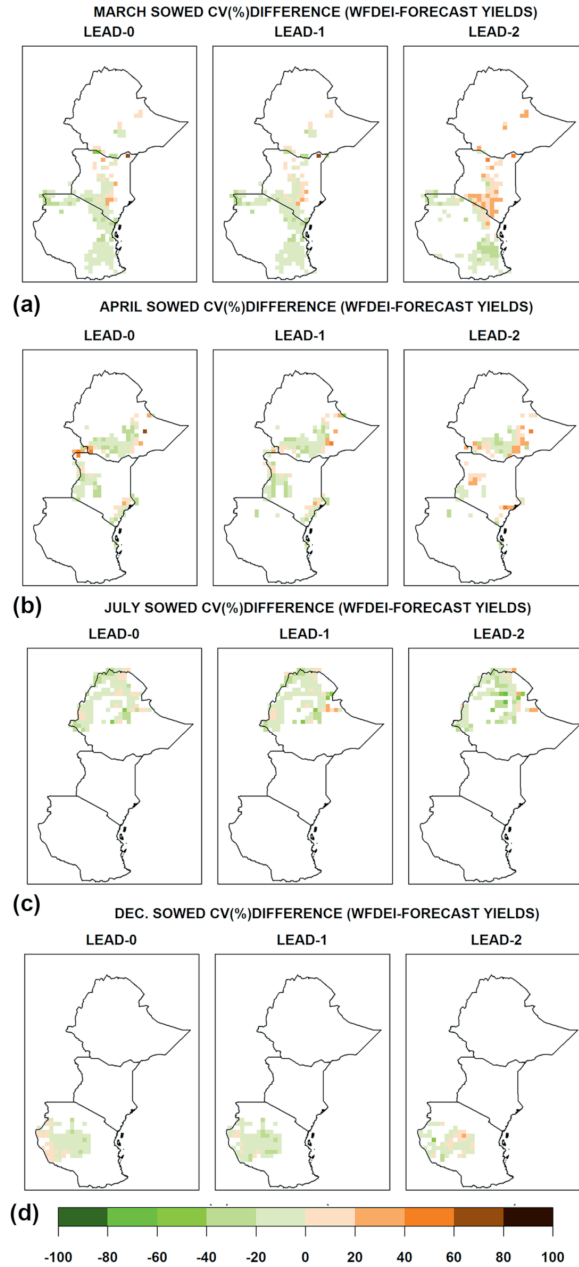 MARCH SOWED CV(%)DIFFERENCE (WFDEI-FORECAST YIELDS)
LEAD-0 LEAD-1 LEAD-2
(a)
APRIL SOWED CV(%)DIFFERENCE (WFDEI-FORECAST YIELDS)
LEAD-0 LEAD-1 LEAD-2
(b)
JULY SOWED CV(%)DIFFERENCE (WFDEI-FORECAST YIELDS)
LEAD-0 LEAD-1 LEAD-2
(c)
DEC. SOWED CV(%)DIFFERENCE (WFDEI-FORECAST YIELDS)
LEAD-0 LEAD-1 LEAD-2
(d)
-100 -80 -60 -40 -20 0 20 40 60 80 100